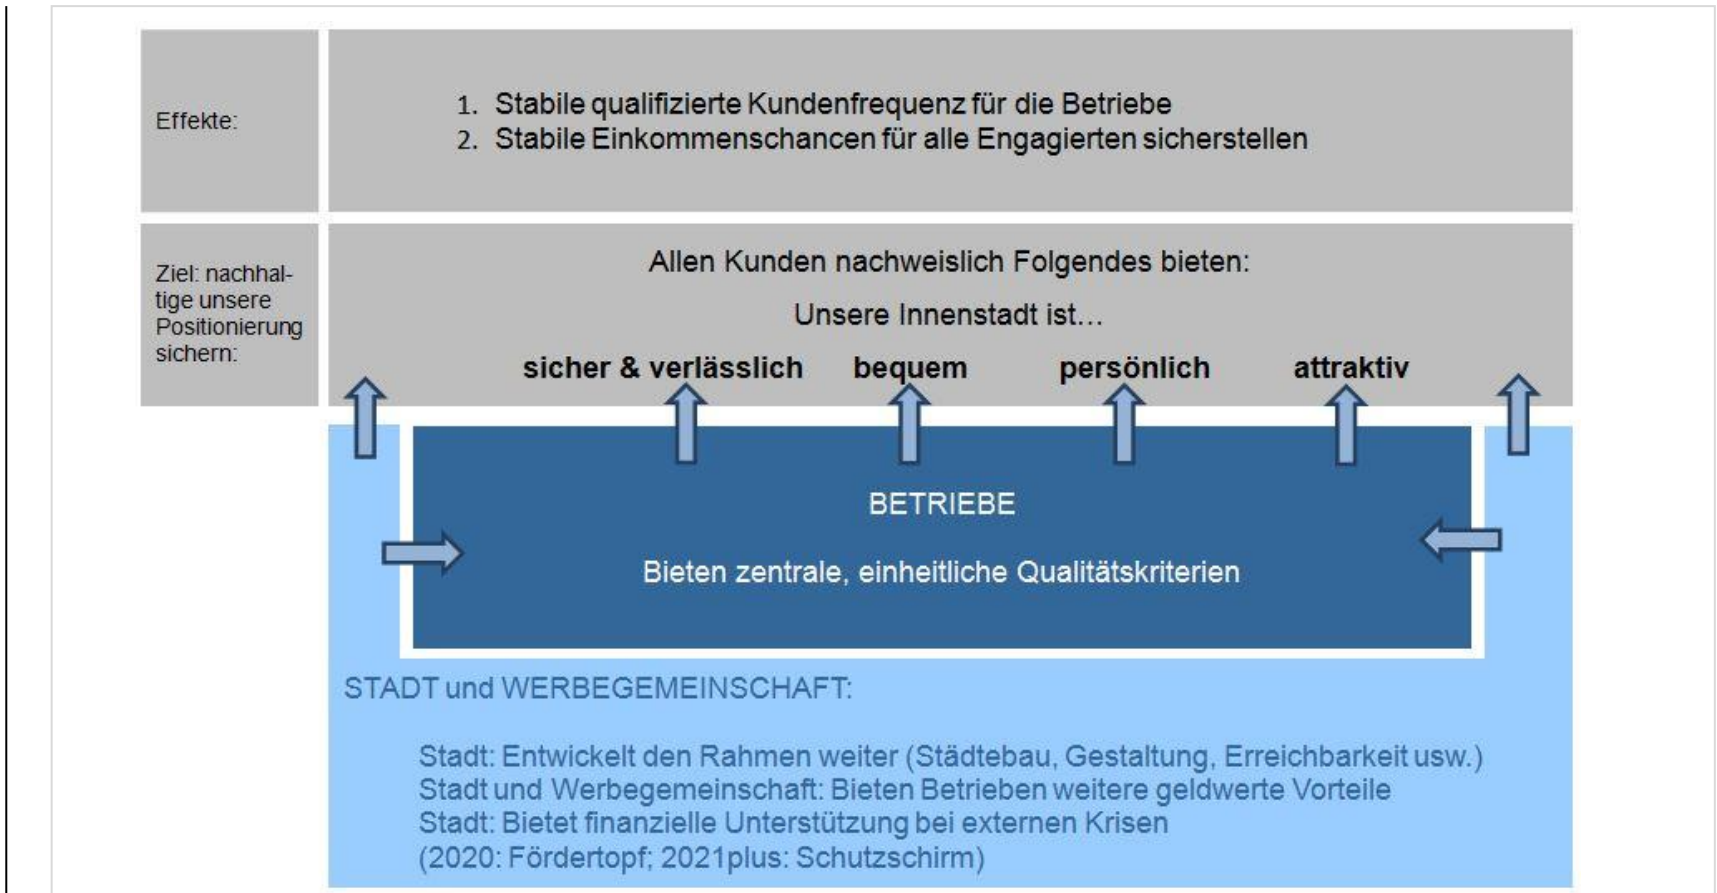 Effekte:
1. Stabile qualifizierte Kundenfrequenz für die Betriebe
2. Stabile Einkommenschancen für alle Engagierten sicherstellen
Ziel: nachhal-
tige unsere
Positionierung
sichern:
Allen Kunden nachweislich Folgendes bieten:
Unsere Innenstadt ist…
sicher & verlässlich bequem persönlich attraktiv
BETRIEBE
Bieten zentrale, einheitliche Qualitätskriterien
STADT und WERBEGEMEINSCHAFT:
Stadt: Entwickelt den Rahmen weiter (Städtebau, Gestaltung, Erreichbarkeit usw.)
Stadt und Werbegemeinschaft: Bieten Betrieben weitere geldwerte Vorteile
Stadt: Bietet finanzielle Unterstützung bei externen Krisen
(2020: Fördertopf; 2021plus: Schutzschirm)